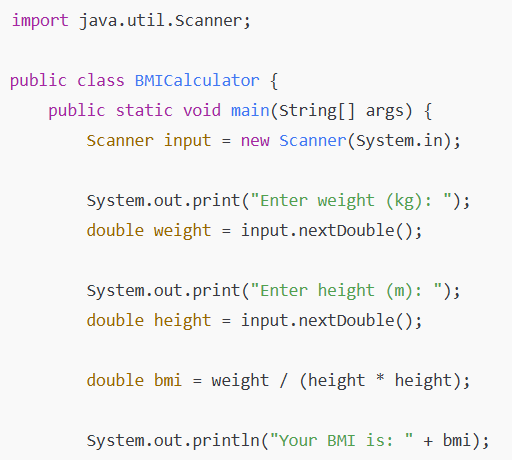 import java.util.Scanner;
public class BMICalculator {
public static void main(String[] args) {
Scanner input = new Scanner(System.in);
System.out.print("Enter weight (kg): ");
double weight = input.nextDouble();
System.out.print("Enter height (m): ");
double height = input.nextDouble();
double bmi = weight / (height * height);
System.out.println("Your BMI is: " + bmi);